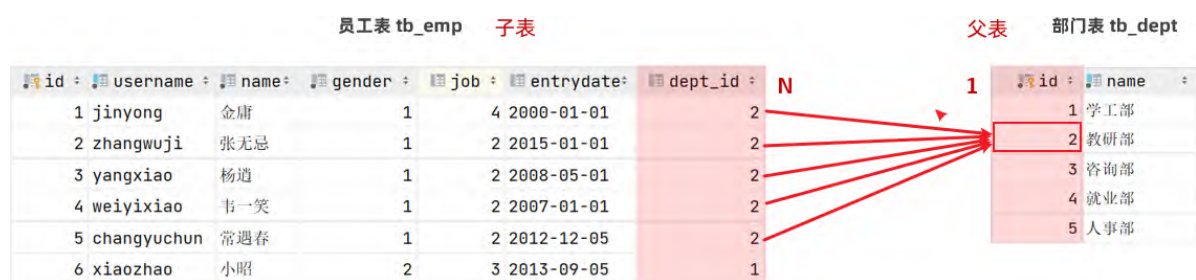 员工表 tb_emp 子表 父表 部门表 tb_dept
id username name gender job entrydate dept_id N 1 id name
1 jinyong 金庸 1 4 2000-01-01 2 1 学工部
2 zhangwuji 张无忌 1 2 2015-01-01 2 2 教研部
3 yangxiao 杨逍 1 2 2008-05-01 2 3 咨询部
4 weiyixiao 韦一笑 1 2 2007-01-01 2 4 就业部
5 changyuchun 常遇春 1 2 2012-12-05 2 5 人事部
6 xiaozhao 小昭 2 3 2013-09-05 1